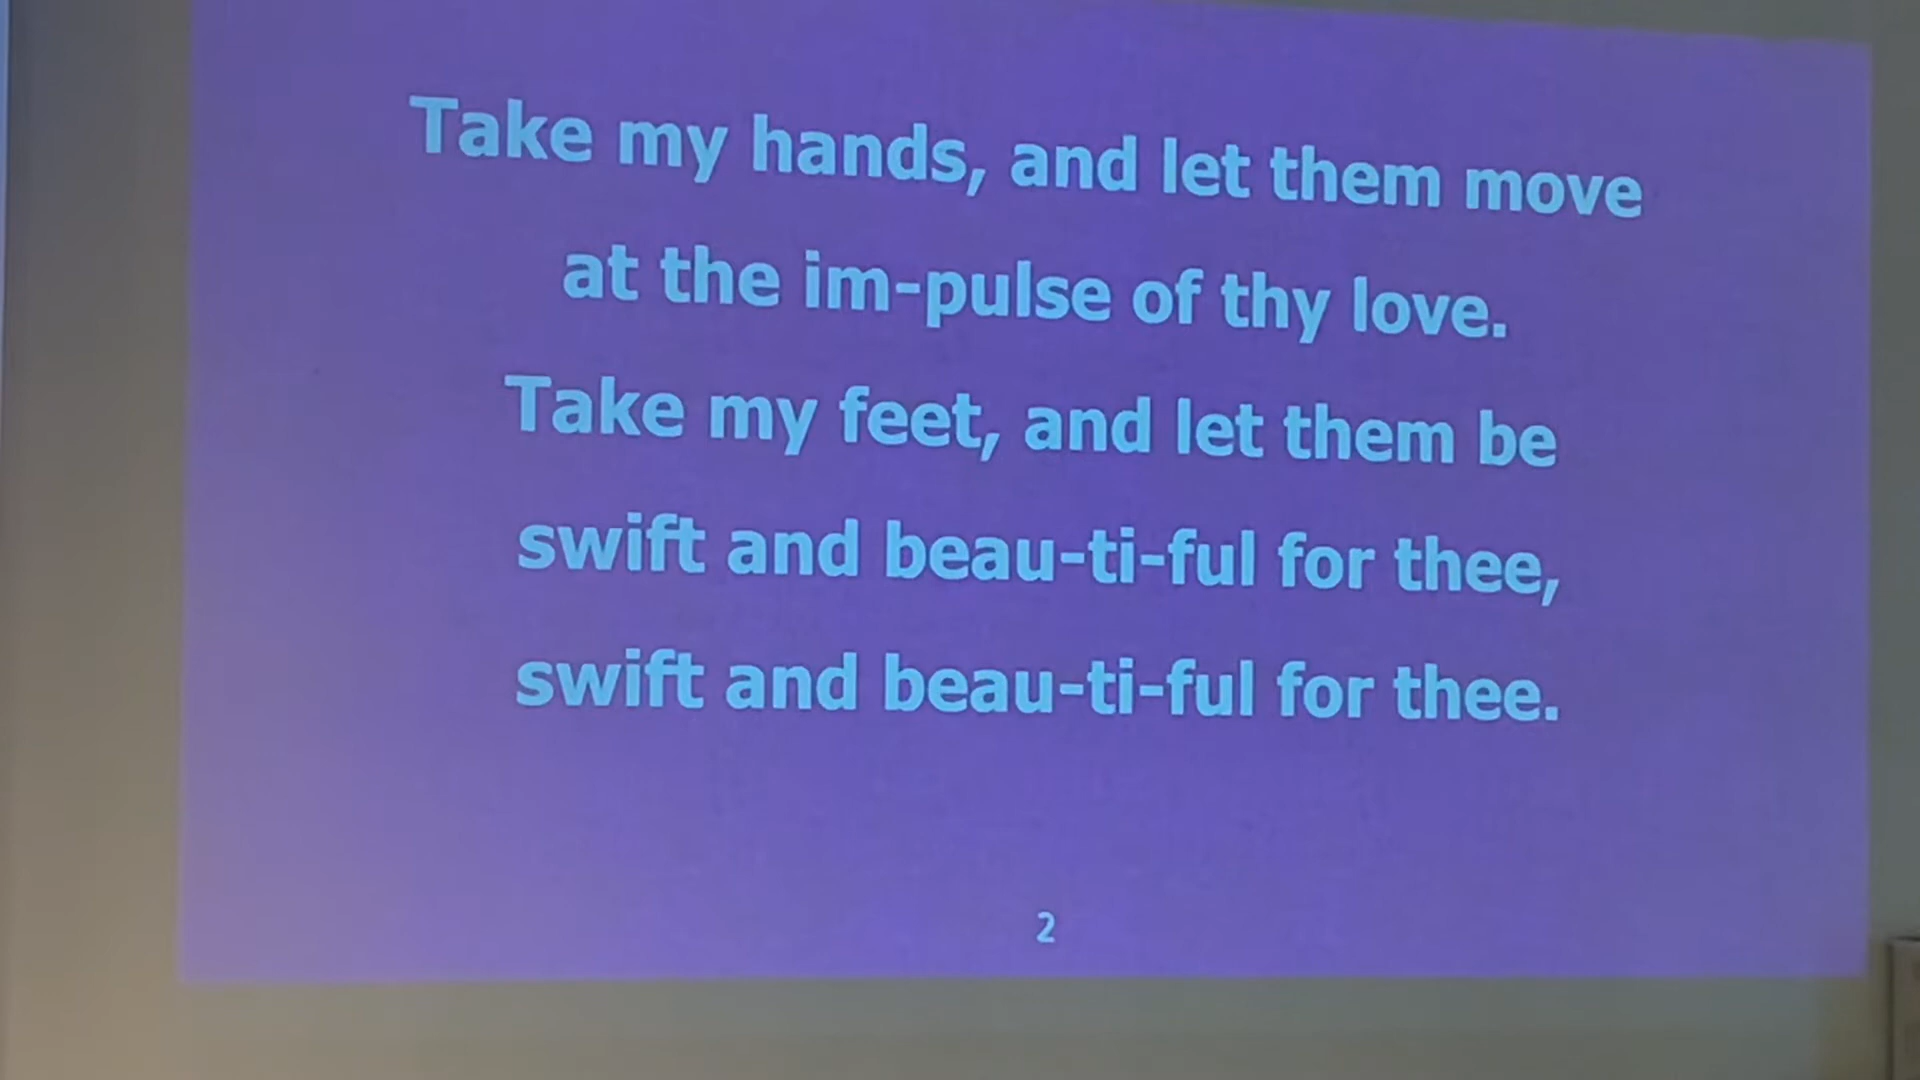 Take my hands, and let them move
at the im-pulse of thy love.
Take my feet, and let them be
swift and beau-ti-ful for thee,
swift and beau-ti-ful for thee.
2